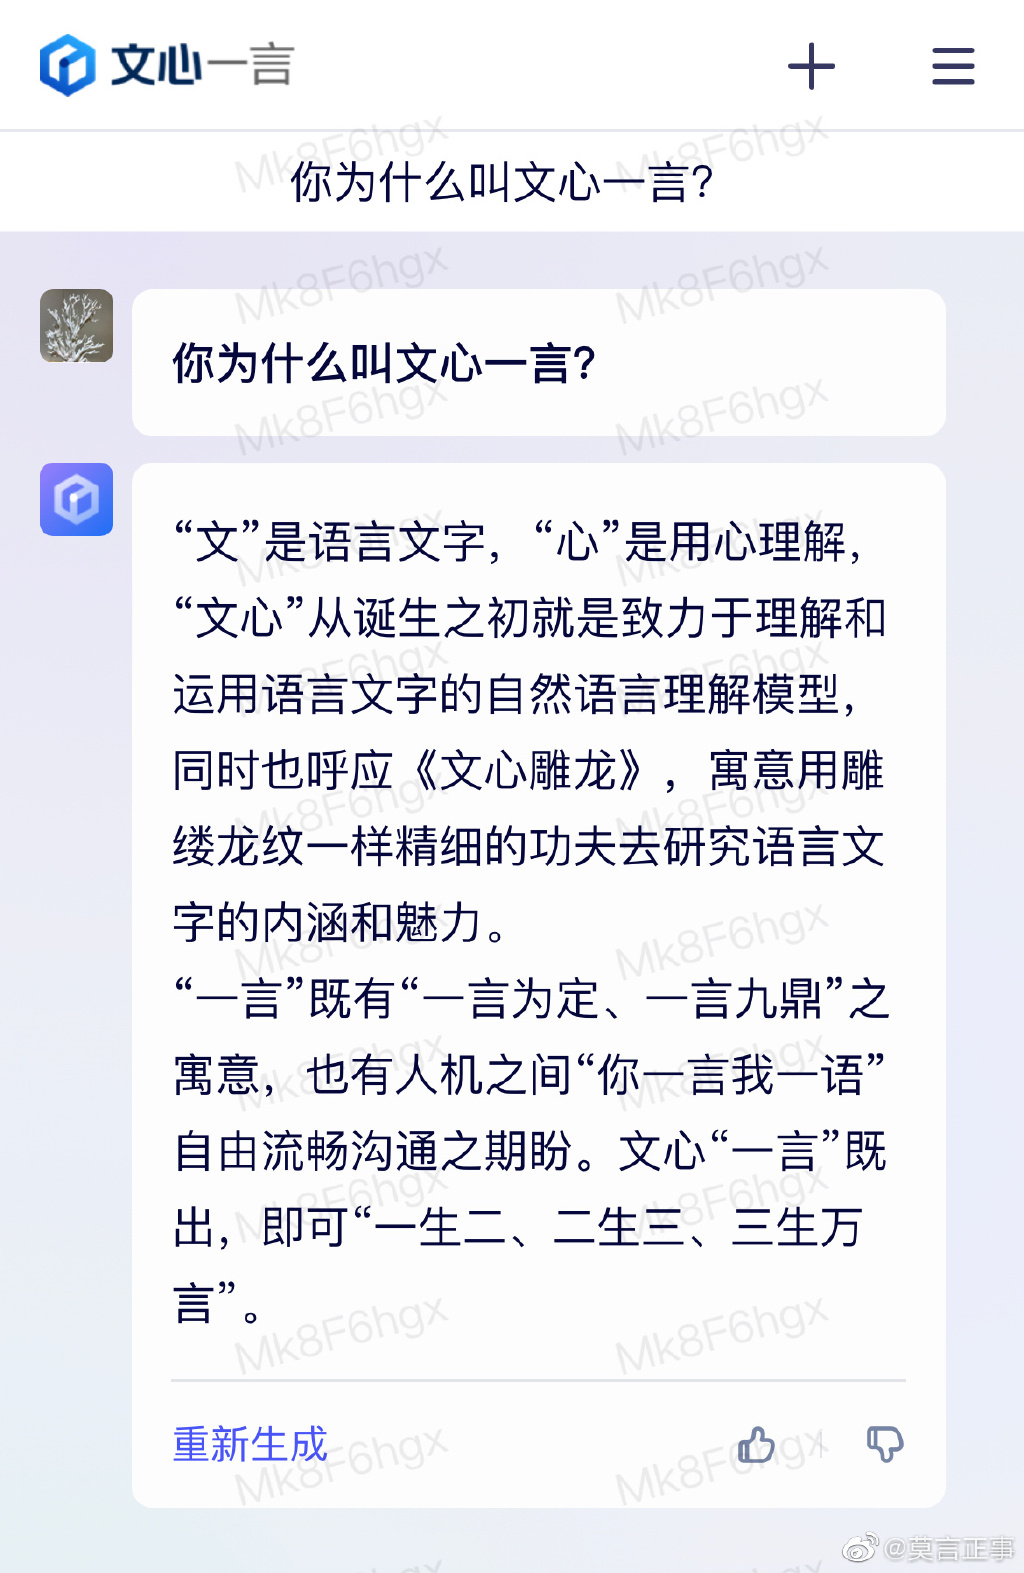 文心一言
你为什么叫文心一言?
你为什么叫文心一言?
“文”是语言文字，“心”是用心理解，
“文心”从诞生之初就是致力于理解和
运用语言文字的自然语言理解模型，
同时也呼应《文心雕龙》，寓意用雕
缕龙纹一样精细的功夫去研究语言文
字的内涵和魅力。
“一言”既有“一言为定、一言九鼎”之
寓意，也有人机之间“你一言我一语”
自由流畅沟通之期盼。文心“一言”既
出，即可“一生二、二生三、三生万
言”。
重新生成
@莫言正事
Mk8F6hgx